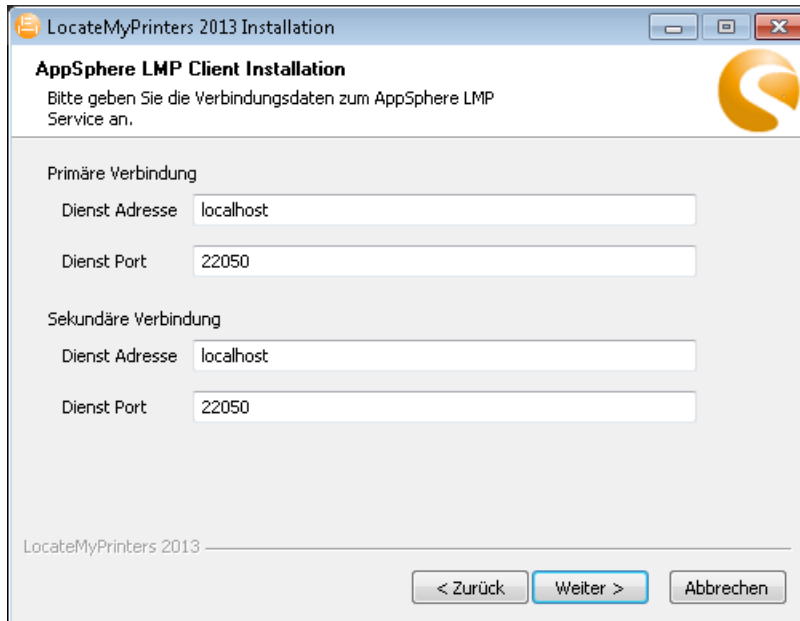 LocateMyPrinters 2013 Installation
AppSphere LMP Client Installation
Bitte geben Sie die Verbindungsdaten zum AppSphere LMP
Service an.
Primäre Verbindung
Dienst Adresse localhost
Dienst Port 22050
Sekundäre Verbindung
Dienst Adresse localhost
Dienst Port 22050
LocateMyPrinters 2013
< Zurück Weiter > Abbrechen